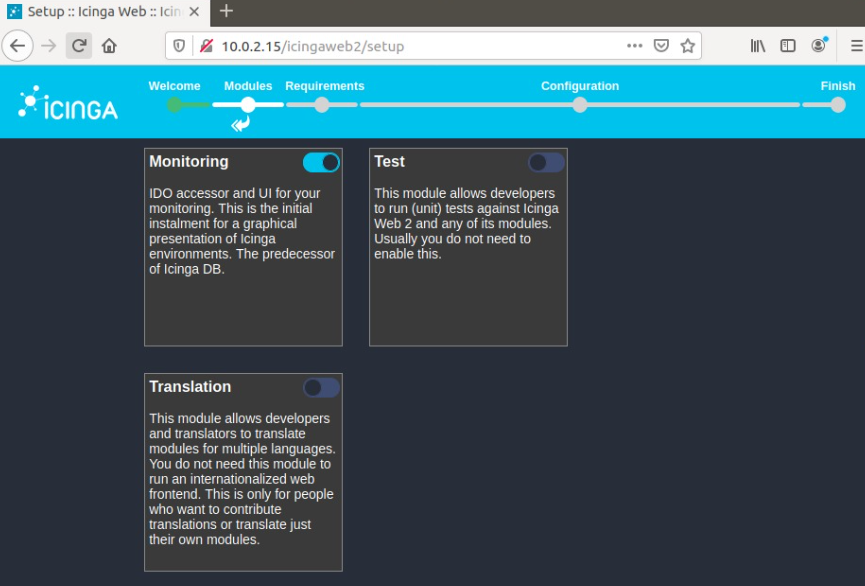 Setup :: Icinga Web :: Icin
10.0.2.15/icingaweb2/setup
ICINGA
Welcome
Modules
Requirements
Configuration
Finish
Monitoring
IDO accessor and UI for your
monitoring. This is the initial
instalment for a graphical
presentation of Icinga
environments. The predecessor
of Icinga DB.
Test
This module allows developers
to run (unit) tests against Icinga
Web 2 and any of its modules.
Usually you do not need to
enable this.
Translation
This module allows developers
and translators to translate
modules for multiple languages.
You do not need this module to
run an internationalized web
frontend. This is only for people
who want to contribute
translations or translate just
their own modules.